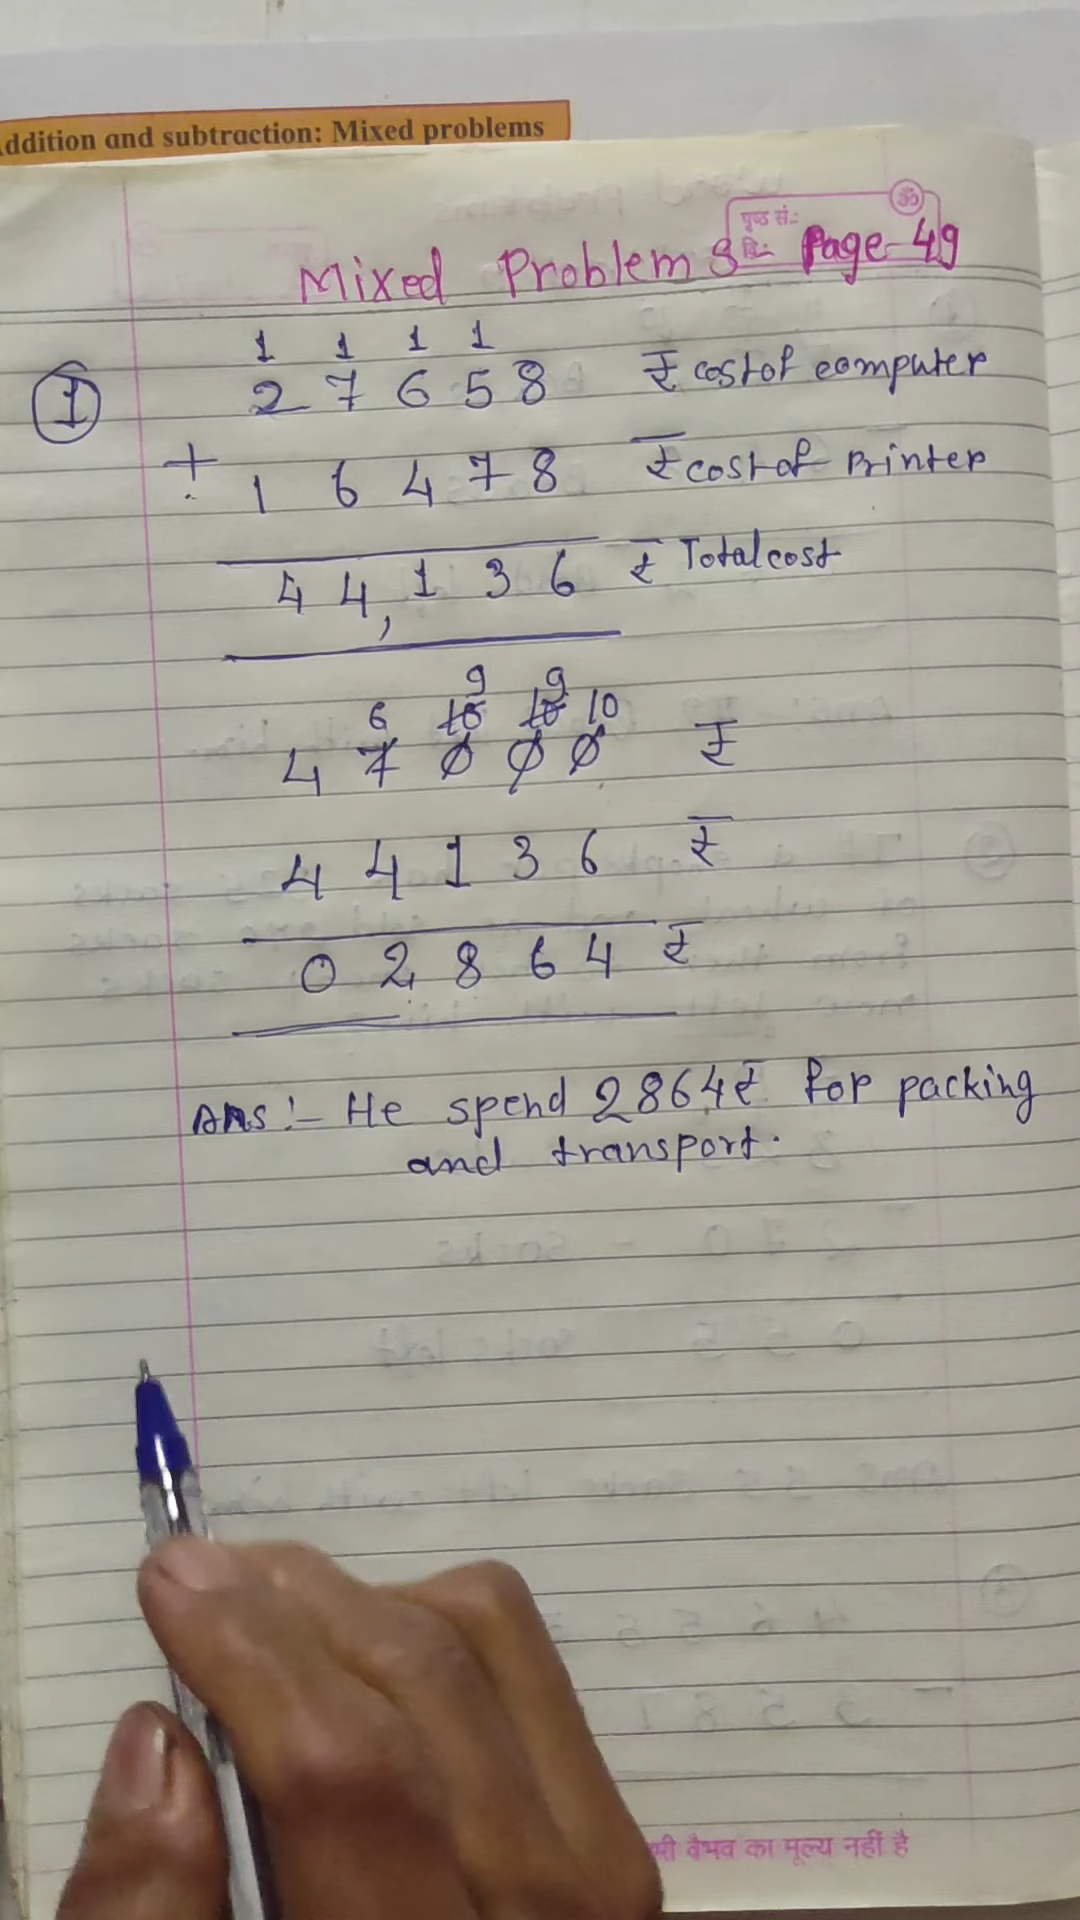 ddition and subtraction: Mixed problems
पृष्ठ सं.:
दि.:
Mixed Problems Page-49
1 1 1 1
1 2 7 6 5 8 ₹ cost of computer
+ 1 6 4 7 8 ₹ cost of Printer
4 4,1 3 6 ₹ Total cost
9 9
6 10 10 10
4 7 0 0 0 ₹
4 4 1 3 6 ₹
0 2 8 6 4 ₹
Ans :- He spend 2864₹ for packing
and transport.
वैभव का मूल्य नहीं है